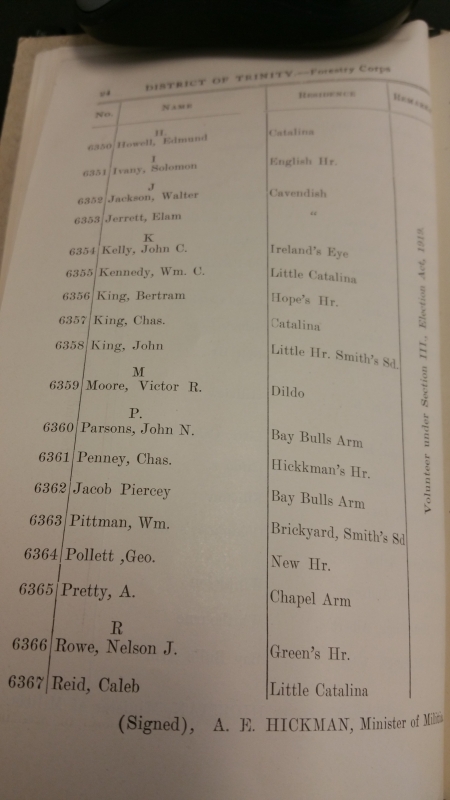 94 DISTRICT OF TRINITY.—Forestry Corps
No. NAME RESIDENCE REMARKS
H.
6350 Howell, Edmund Catalina
I
6351 Ivany, Solomon English Hr.
J
6352 Jackson, Walter Cavendish
6353 Jerrett, Elam "
K
6354 Kelly, John C. Ireland's Eye
6355 Kennedy, Wm. C. Little Catalina
6356 King, Bertram Hope's Hr.
6357 King, Chas. Catalina
6358 King, John Little Hr. Smith's Sd.
M
6359 Moore, Victor R. Dildo
P.
6360 Parsons, John N. Bay Bulls Arm
6361 Penney, Chas. Hickkman's Hr.
6362 Jacob Piercey Bay Bulls Arm
6363 Pittman, Wm. Brickyard, Smith's Sd
6364 Pollett ,Geo. New Hr.
6365 Pretty, A. Chapel Arm
R
6366 Rowe, Nelson J. Green's Hr.
6367 Reid, Caleb Little Catalina
Volunteer under Section III., Election Act, 1919.
(Signed), A. E. HICKMAN, Minister of Militia